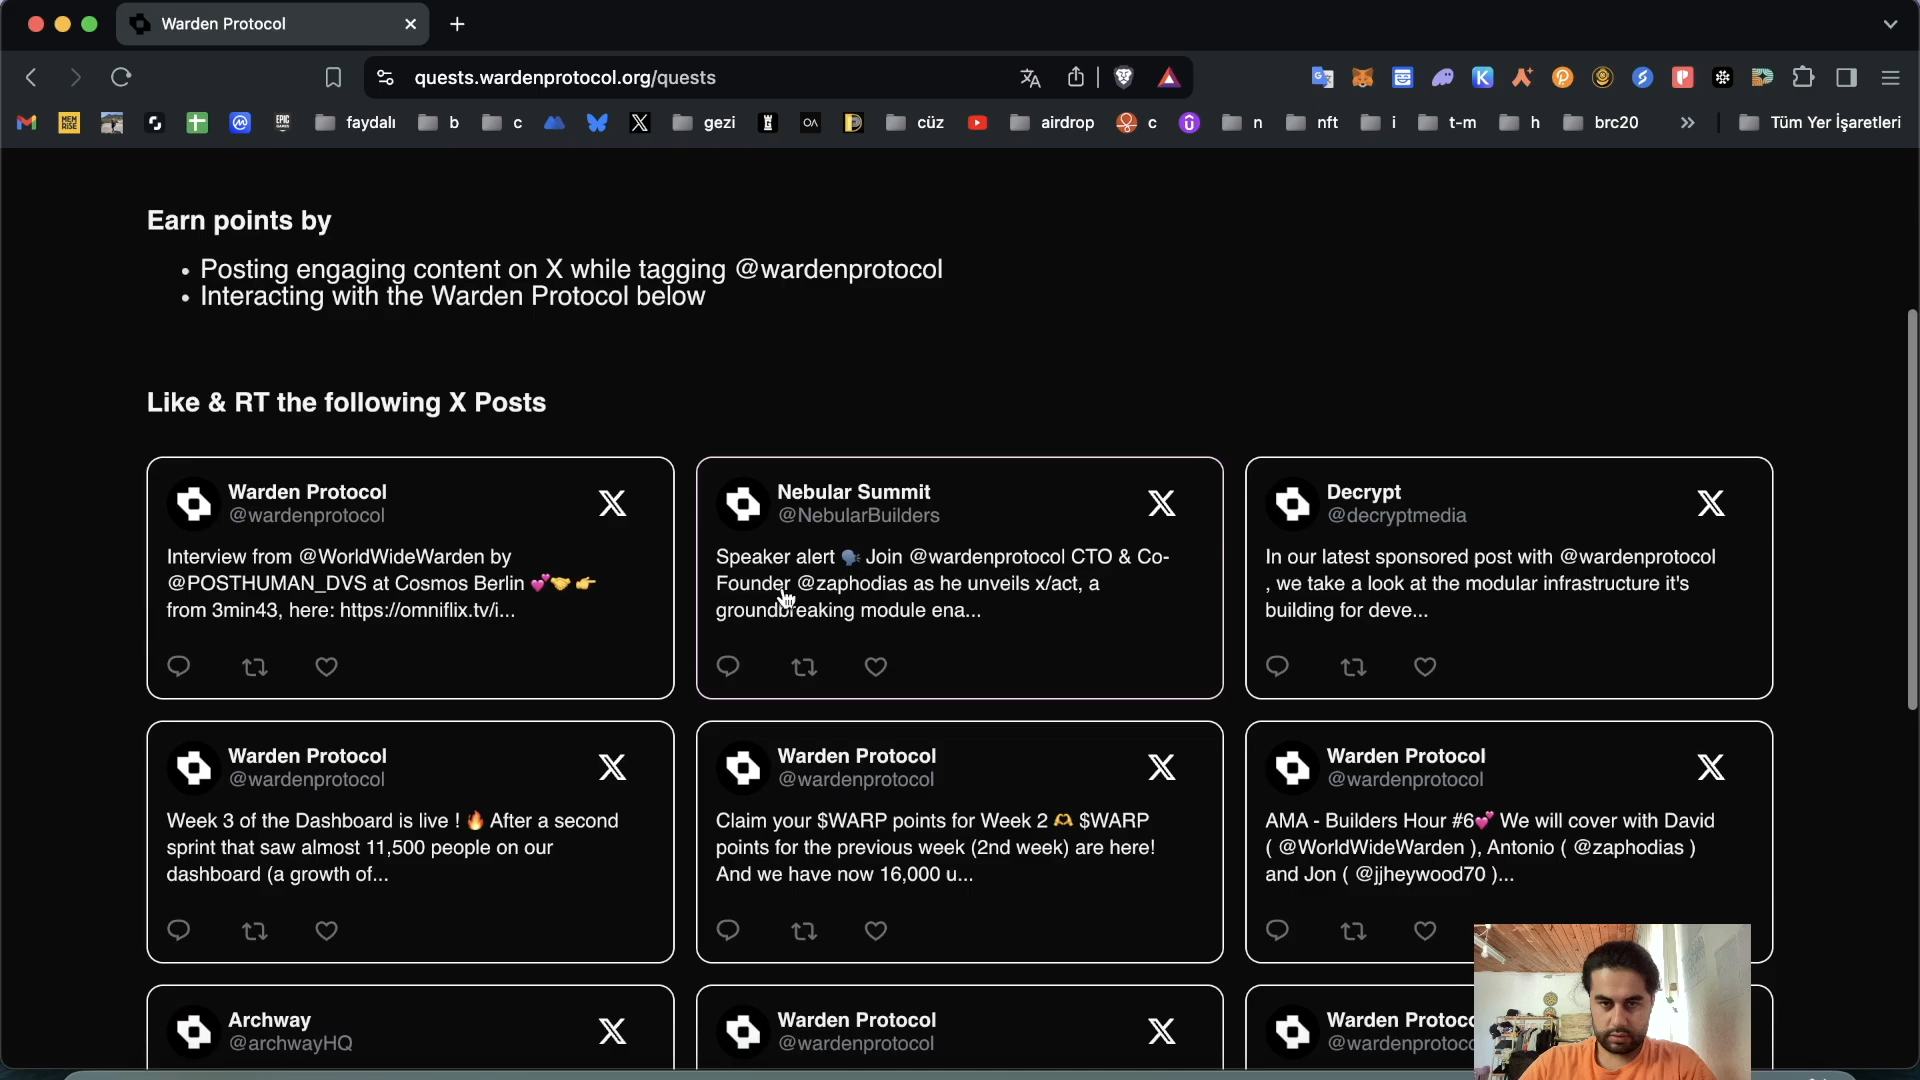 Warden Protocol
quests.wardenprotocol.org/quests
MEM RISE
EPIC GAMES
faydalı
b
c
gezi
OA
cüz
airdrop
c
n
nft
i
t-m
h
brc20
Tüm Yer İşaretleri
Earn points by
• Posting engaging content on X while tagging @wardenprotocol
• Interacting with the Warden Protocol below
Like & RT the following X Posts
Warden Protocol
@wardenprotocol
Interview from @WorldWideWarden by
@POSTHUMAN_DVS at Cosmos Berlin 💕🤝👉
from 3min43, here: https://omniflix.tv/i...
Nebular Summit
@NebularBuilders
Speaker alert 🗣️ Join @wardenprotocol CTO & Co-
Founder @zaphodias as he unveils x/act, a
groundbreaking module ena...
Decrypt
@decryptmedia
In our latest sponsored post with @wardenprotocol
, we take a look at the modular infrastructure it's
building for deve...
Warden Protocol
@wardenprotocol
Week 3 of the Dashboard is live ! 🔥 After a second
sprint that saw almost 11,500 people on our
dashboard (a growth of...
Warden Protocol
@wardenprotocol
Claim your $WARP points for Week 2 🫶 $WARP
points for the previous week (2nd week) are here!
And we have now 16,000 u...
Warden Protocol
@wardenprotocol
AMA - Builders Hour #6💕 We will cover with David
( @WorldWideWarden ), Antonio ( @zaphodias )
and Jon ( @jjheywood70 )...
Archway
@archwayHQ
Warden Protocol
@wardenprotocol
Warden Protoco
@wardenprotoco